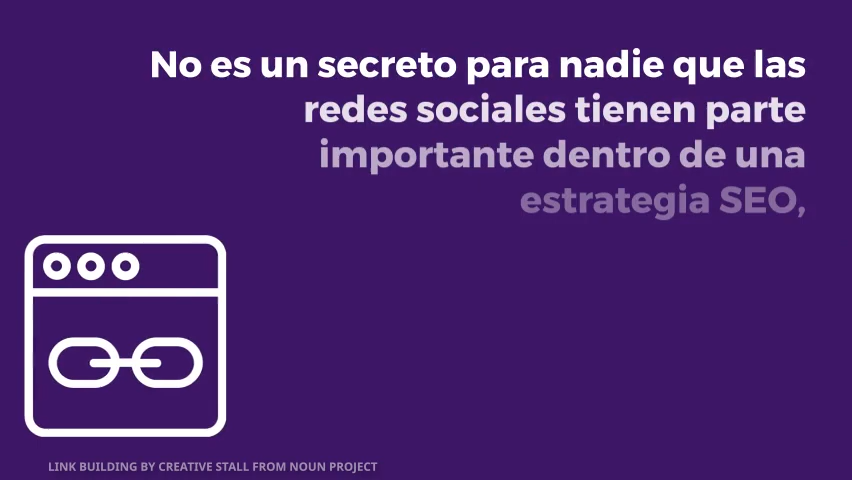 No es un secreto para nadie que las
redes sociales tienen parte
importante dentro de una
estrategia SEO,
LINK BUILDING BY CREATIVE STALL FROM NOUN PROJECT